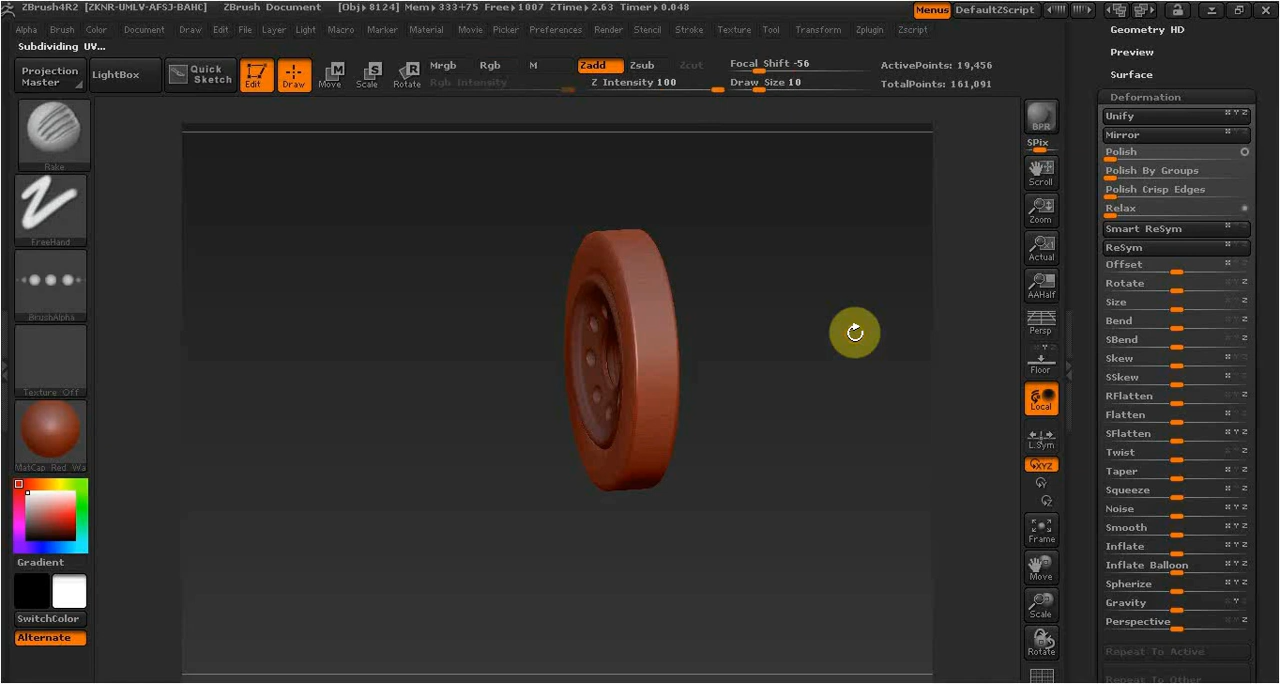 ZBrush4R2 [ZKNR-UMLV-AFSJ-BAHC] ZBrush Document [Obj▸8124] Mem▸333+75 Free▸1007 ZTime▸2.63 Timer▸0.048 Menus DefaultZScript
Alpha Brush Color Document Draw Edit File Layer Light Macro Marker Material Movie Picker Preferences Render Stencil Stroke Texture Tool Transform Zplugin Zscript
Subdividing UV...
Projection Master
LightBox
Quick Sketch
Edit
Draw
Move
Scale
Rotate
Mrgb Rgb M
Rgb Intensity
Zadd Zsub Zcut
Z Intensity 100
Focal Shift -56
Draw Size 10
ActivePoints: 19,456
TotalPoints: 161,091
Rake
FreeHand
BrushAlpha
Texture Off
MatCap Red Wa
Gradient
SwitchColor
Alternate
BPR
SPix
Scroll
Zoom
Actual
AAHalf
Persp
Floor
Local
L.Sym
XYZ
Y
Z
Frame
Move
Scale
Rotate
Geometry HD
Preview
Surface
Deformation
Unify X Y Z
Mirror
Polish
Polish By Groups
Polish Crisp Edges
Relax
Smart ReSym
ReSym
Offset
Rotate
Size
Bend
SBend
Skew
SSkew
RFlatten
Flatten
SFlatten
Twist
Taper
Squeeze
Noise
Smooth
Inflate
Inflate Balloon
Spherize
Gravity
Perspective
Repeat To Active
Repeat To Other